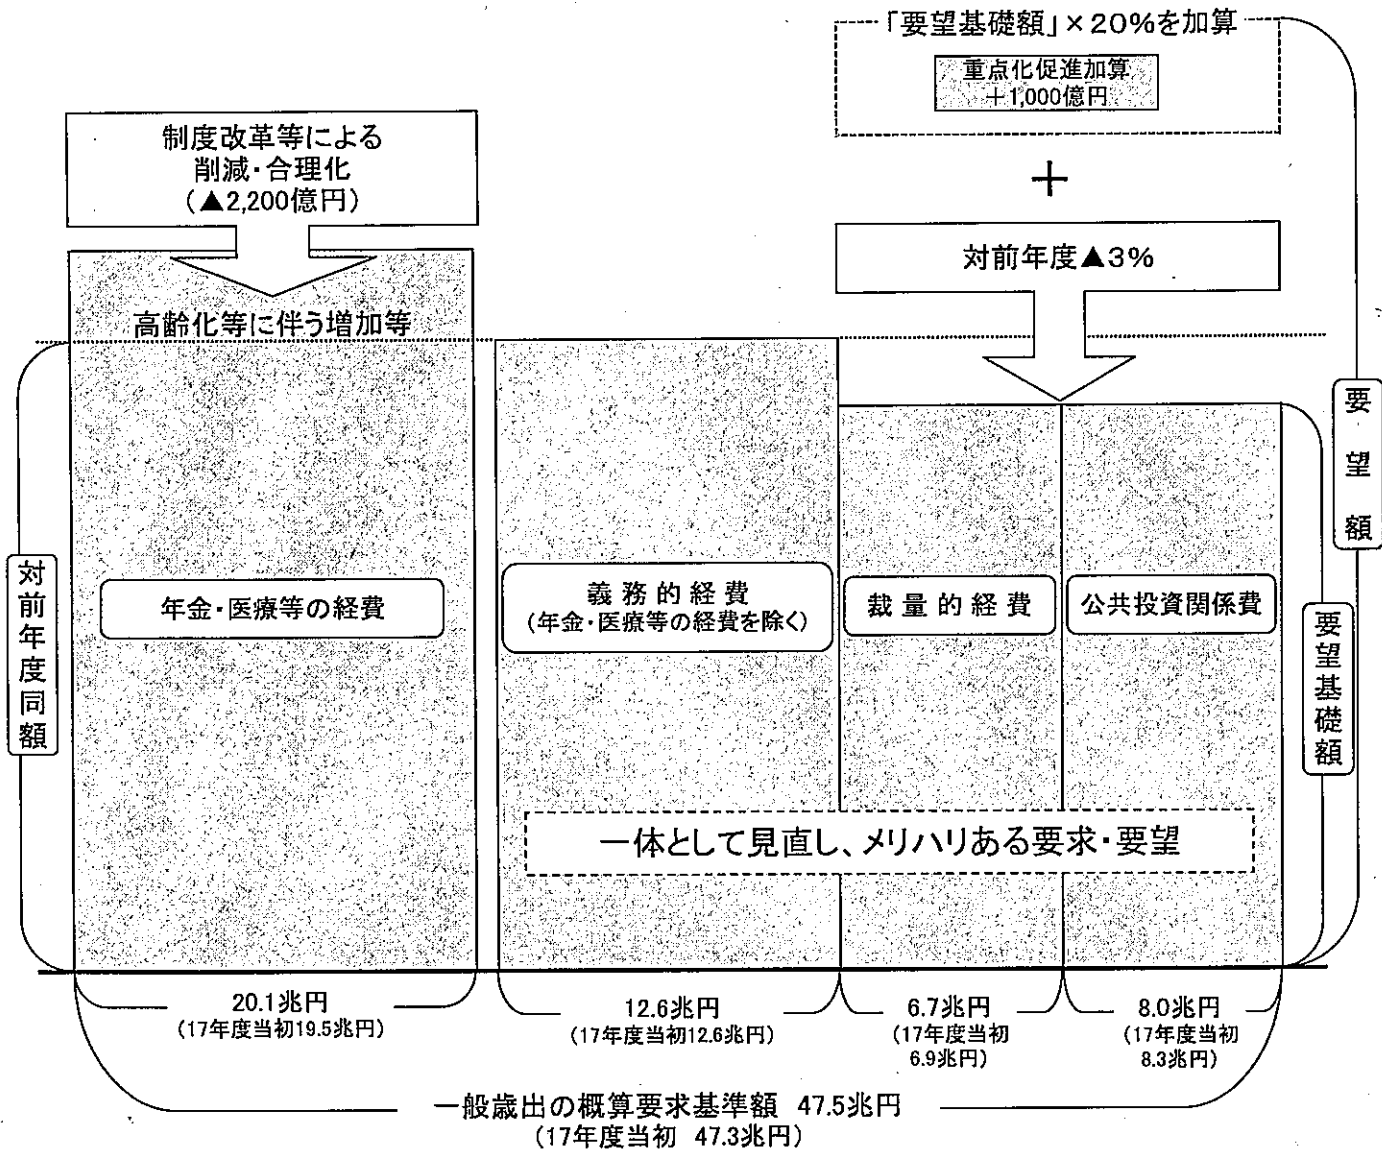 「要望基礎額」×20%を加算
重点化促進加算
+1,000億円
制度改革等による
削減・合理化
(▲2,200億円)
+
対前年度▲3%
高齢化等に伴う増加等
要望額
対前年度同額
年金・医療等の経費
義務的経費
(年金・医療等の経費を除く)
裁量的経費
公共投資関係費
要望基礎額
一体として見直し、メリハリある要求・要望
20.1兆円
(17年度当初19.5兆円)
12.6兆円
(17年度当初12.6兆円)
6.7兆円
(17年度当初
6.9兆円)
8.0兆円
(17年度当初
8.3兆円)
一般歳出の概算要求基準額 47.5兆円
(17年度当初 47.3兆円)